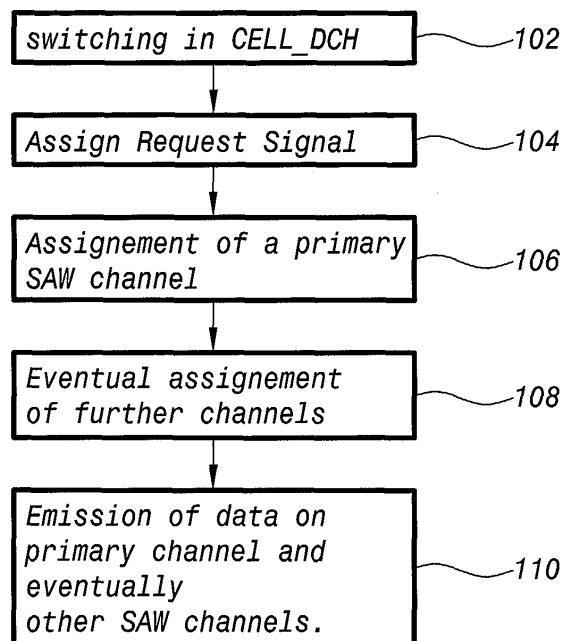 switching in CELL_DCH
102
Assign Request Signal
104
Assignement of a primary
SAW channel
106
Eventual assignement
of further channels
108
Emission of data on
primary channel and
eventually
other SAW channels.
110